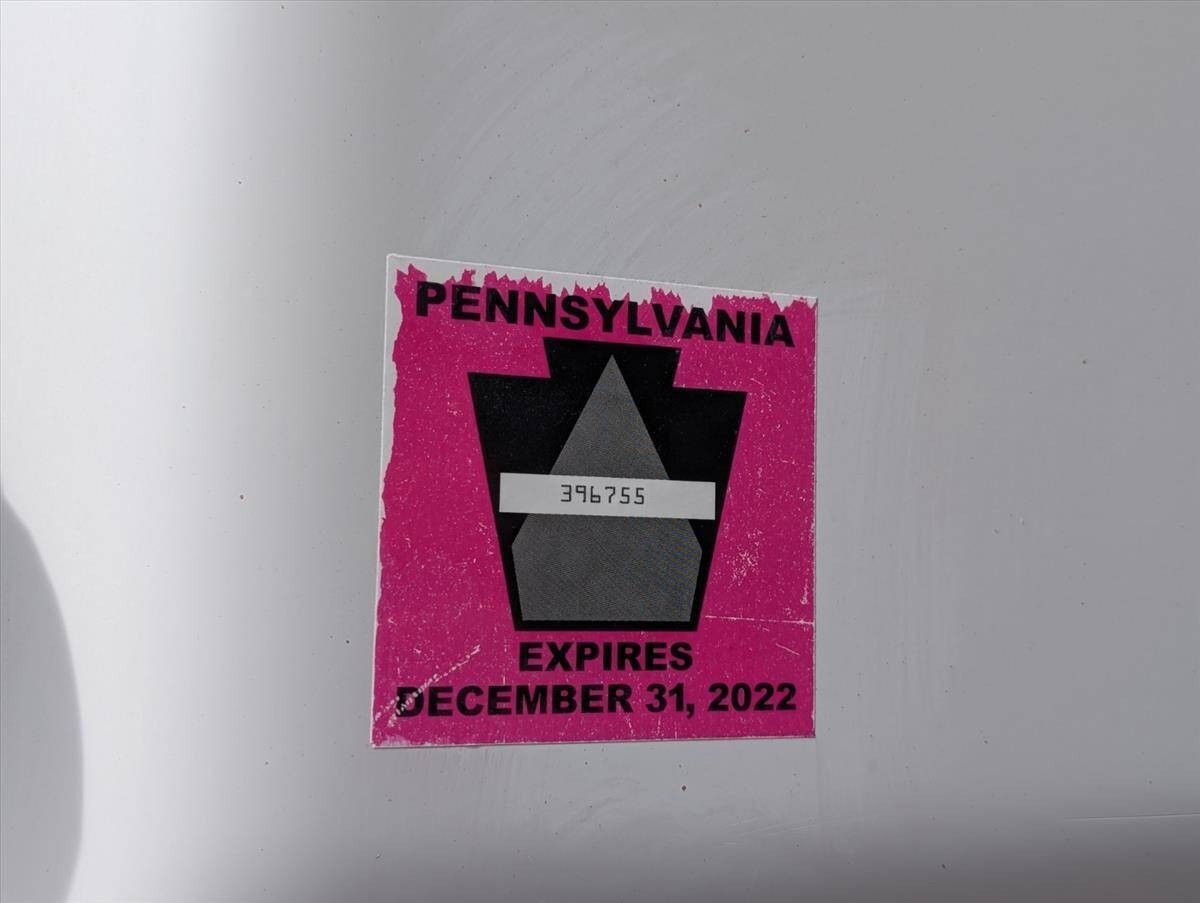 PENNSYLVANIA
396755
EXPIRES
DECEMBER 31, 2022